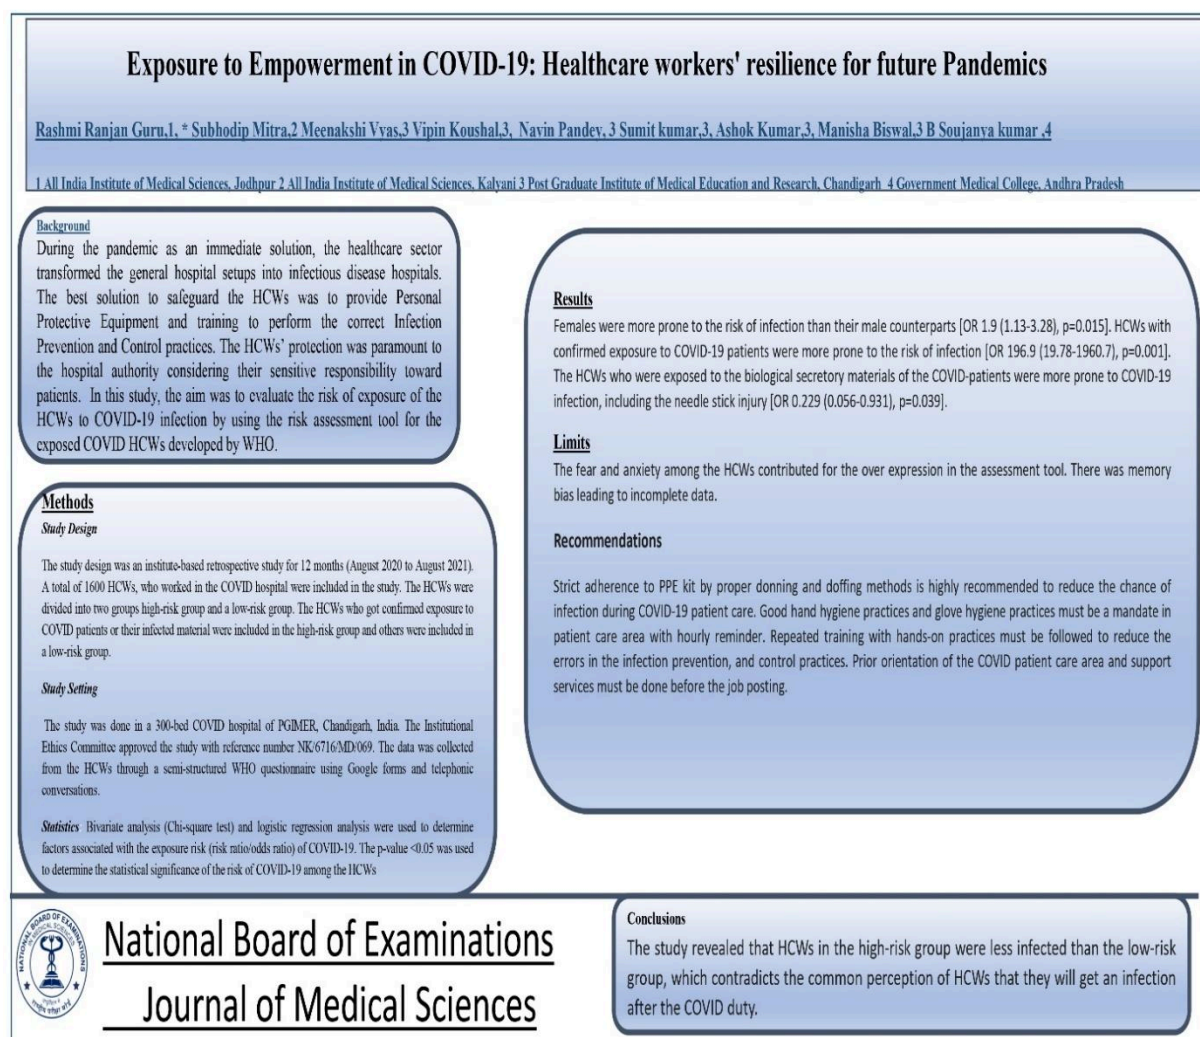 Exposure to Empowerment in COVID-19: Healthcare workers' resilience for future Pandemics
Rashmi Ranjan Guru,1, * Subhodip Mitra,2 Meenakshi Vyas,3 Vipin Koushal,3, Navin Pandey, 3 Sumit kumar,3, Ashok Kumar,3, Manisha Biswal,3 B Soujanya kumar ,4
1 All India Institute of Medical Sciences, Jodhpur 2 All India Institute of Medical Sciences, Kalyani 3 Post Graduate Institute of Medical Education and Research, Chandigarh 4 Government Medical College, Andhra Pradesh
Background
During the pandemic as an immediate solution, the healthcare sector
transformed the general hospital setups into infectious disease hospitals.
The best solution to safeguard the HCWs was to provide Personal
Protective Equipment and training to perform the correct Infection
Prevention and Control practices. The HCWs' protection was paramount to
the hospital authority considering their sensitive responsibility toward
patients. In this study, the aim was to evaluate the risk of exposure of the
HCWs to COVID-19 infection by using the risk assessment tool for the
exposed COVID HCWs developed by WHO.
Methods
Study Design
The study design was an institute-based retrospective study for 12 months (August 2020 to August 2021).
A total of 1600 HCWs, who worked in the COVID hospital were included in the study. The HCWs were
divided into two groups high-risk group and a low-risk group. The HCWs who got confirmed exposure to
COVID patients or their infected material were included in the high-risk group and others were included in
a low-risk group.
Study Setting
The study was done in a 300-bed COVID hospital of PGIMER, Chandigarh, India. The Institutional
Ethics Committee approved the study with reference number NK/6716/MD/069. The data was collected
from the HCWs through a semi-structured WHO questionnaire using Google forms and telephonic
conversations.
Statistics Bivariate analysis (Chi-square test) and logistic regression analysis were used to determine
factors associated with the exposure risk (risk ratio/odds ratio) of COVID-19. The p-value <0.05 was used
to determine the statistical significance of the risk of COVID-19 among the HCWs
Results
Females were more prone to the risk of infection than their male counterparts [OR 1.9 (1.13-3.28), p=0.015]. HCWs with
confirmed exposure to COVID-19 patients were more prone to the risk of infection [OR 196.9 (19.78-1960.7), p=0.001].
The HCWs who were exposed to the biological secretory materials of the COVID-patients were more prone to COVID-19
infection, including the needle stick injury [OR 0.229 (0.056-0.931), p=0.039].
Limits
The fear and anxiety among the HCWs contributed for the over expression in the assessment tool. There was memory
bias leading to incomplete data.
Recommendations
Strict adherence to PPE kit by proper donning and doffing methods is highly recommended to reduce the chance of
infection during COVID-19 patient care. Good hand hygiene practices and glove hygiene practices must be a mandate in
patient care area with hourly reminder. Repeated training with hands-on practices must be followed to reduce the
errors in the infection prevention, and control practices. Prior orientation of the COVID patient care area and support
services must be done before the job posting.
NATIONAL BOARD OF EXAMINATIONS
IN MEDICAL SCIENCES
National Board of Examinations
Journal of Medical Sciences
Conclusions
The study revealed that HCWs in the high-risk group were less infected than the low-risk
group, which contradicts the common perception of HCWs that they will get an infection
after the COVID duty.